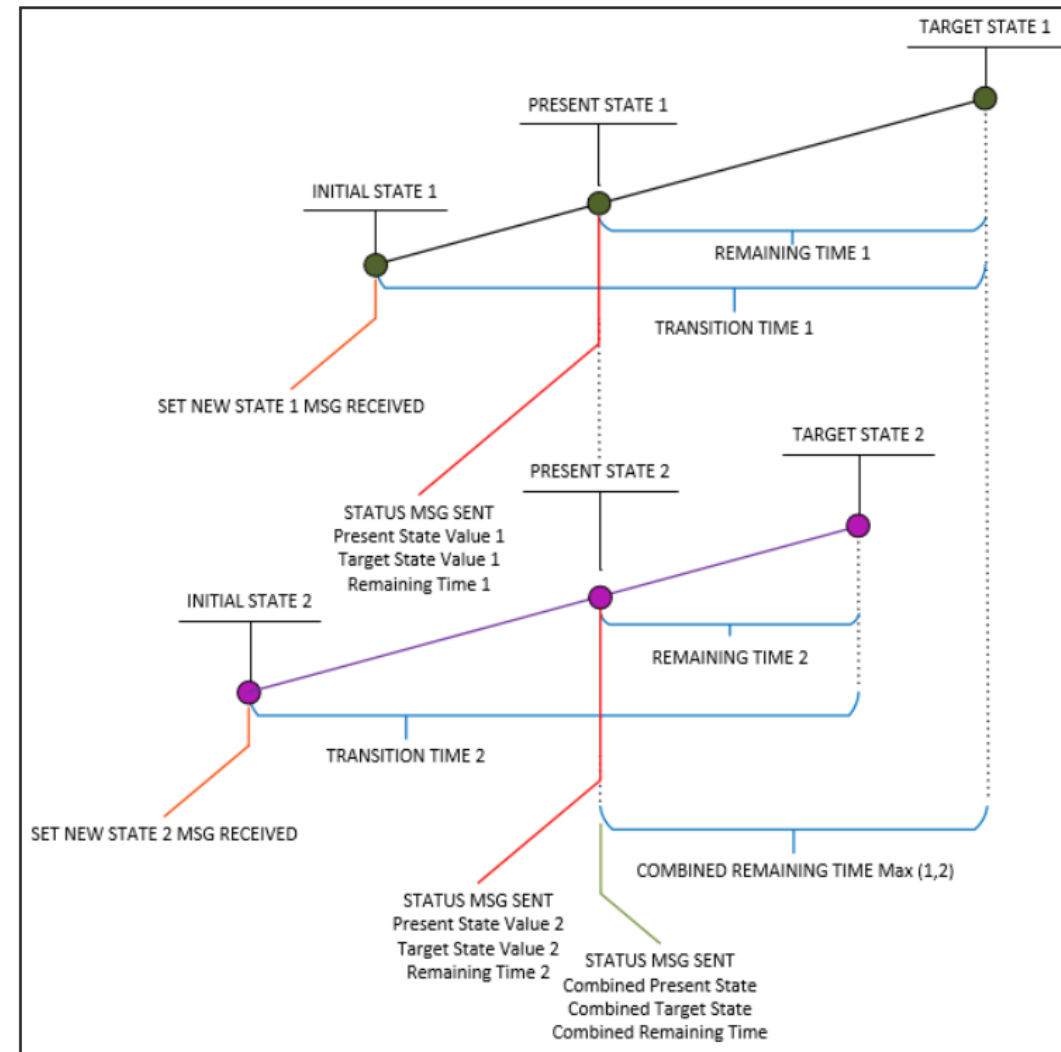 TARGET STATE 1
PRESENT STATE 1
INITIAL STATE 1
REMAINING TIME 1
TRANSITION TIME 1
SET NEW STATE 1 MSG RECEIVED
TARGET STATE 2
PRESENT STATE 2
STATUS MSG SENT
Present State Value 1
Target State Value 1
Remaining Time 1
INITIAL STATE 2
REMAINING TIME 2
TRANSITION TIME 2
SET NEW STATE 2 MSG RECEIVED
COMBINED REMAINING TIME Max (1,2)
STATUS MSG SENT
Present State Value 2
Target State Value 2
Remaining Time 2
STATUS MSG SENT
Combined Present State
Combined Target State
Combined Remaining Time